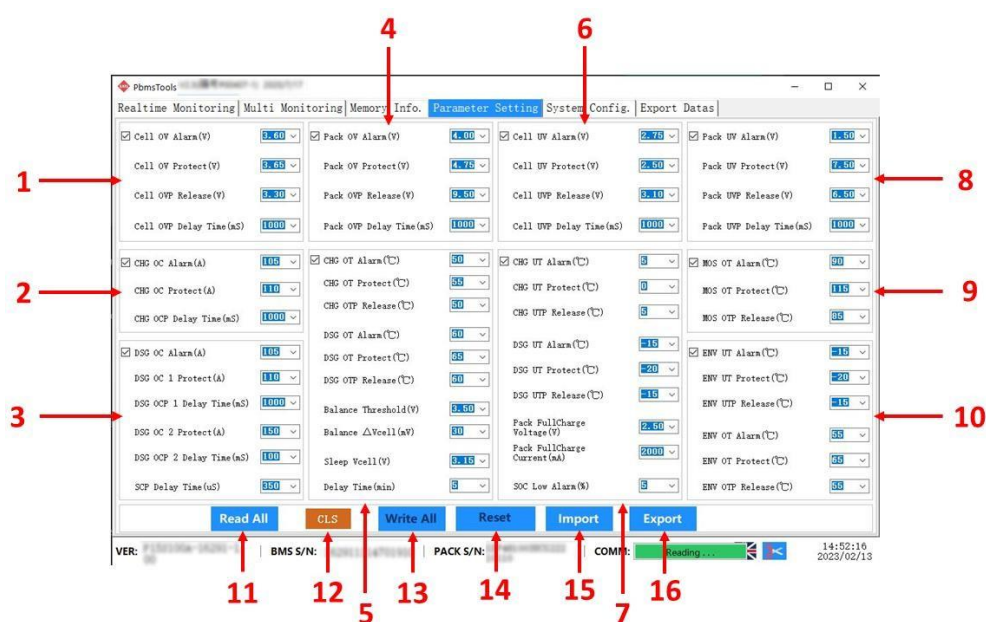 4
6
PbmsTools
Realtime Monitoring Multi Monitoring Memory Info. Parameter Setting System Config. Export Datas
Cell OV Alarm(V) 3.60
Cell OV Protect(V) 3.65
Cell OVP Release(V) 3.30
Cell OVP Delay Time(mS) 1000
Pack OV Alarm(V) 4.00
Pack OV Protect(V) 4.75
Pack OVP Release(V) 9.50
Pack OVP Delay Time(mS) 1000
Cell UV Alarm(V) 2.75
Cell UV Protect(V) 2.50
Cell UVP Release(V) 3.10
Cell UVP Delay Time(mS) 1000
Pack UV Alarm(V) 1.50
Pack UV Protect(V) 7.50
Pack UVP Release(V) 6.50
Pack UVP Delay Time(mS) 1000
1
8
CHG OC Alarm(A) 105
CHG OC Protect(A) 110
CHG OCP Delay Time(mS) 1000
2
DSG OC Alarm(A) 105
DSG OC 1 Protect(A) 110
DSG OCP 1 Delay Time(mS) 1000
DSG OC 2 Protect(A) 150
DSG OCP 2 Delay Time(mS) 100
SCP Delay Time(uS) 350
3
CHG OT Alarm(℃) 50
CHG OT Protect(℃) 55
CHG OTP Release(℃) 50
DSG OT Alarm(℃) 60
DSG OT Protect(℃) 65
DSG OTP Release(℃) 60
Balance Threshold(V) 3.50
Balance △Vcell(mV) 30
Sleep Vcell(V) 3.15
Delay Time(min) 5
CHG UT Alarm(℃) 5
CHG UT Protect(℃) 0
CHG UTP Release(℃) 5
DSG UT Alarm(℃) -15
DSG UT Protect(℃) -20
DSG UTP Release(℃) -15
Pack FullCharge
Voltage(V) 2.50
Pack FullCharge
Current(mA) 2000
SOC Low Alarm(%) 5
MOS OT Alarm(℃) 90
MOS OT Protect(℃) 115
MOS OTP Release(℃) 85
9
ENV UT Alarm(℃) -15
ENV UT Protect(℃) -20
ENV UTP Release(℃) -15
ENV OT Alarm(℃) 55
ENV OT Protect(℃) 65
ENV OTP Release(℃) 55
10
Read All CLS Write All Reset Import Export
VER: BMS S/N: PACK S/N: COMM: Reading ... 14:52:16
2023/02/13
11 12 5 13 14 15 7 16